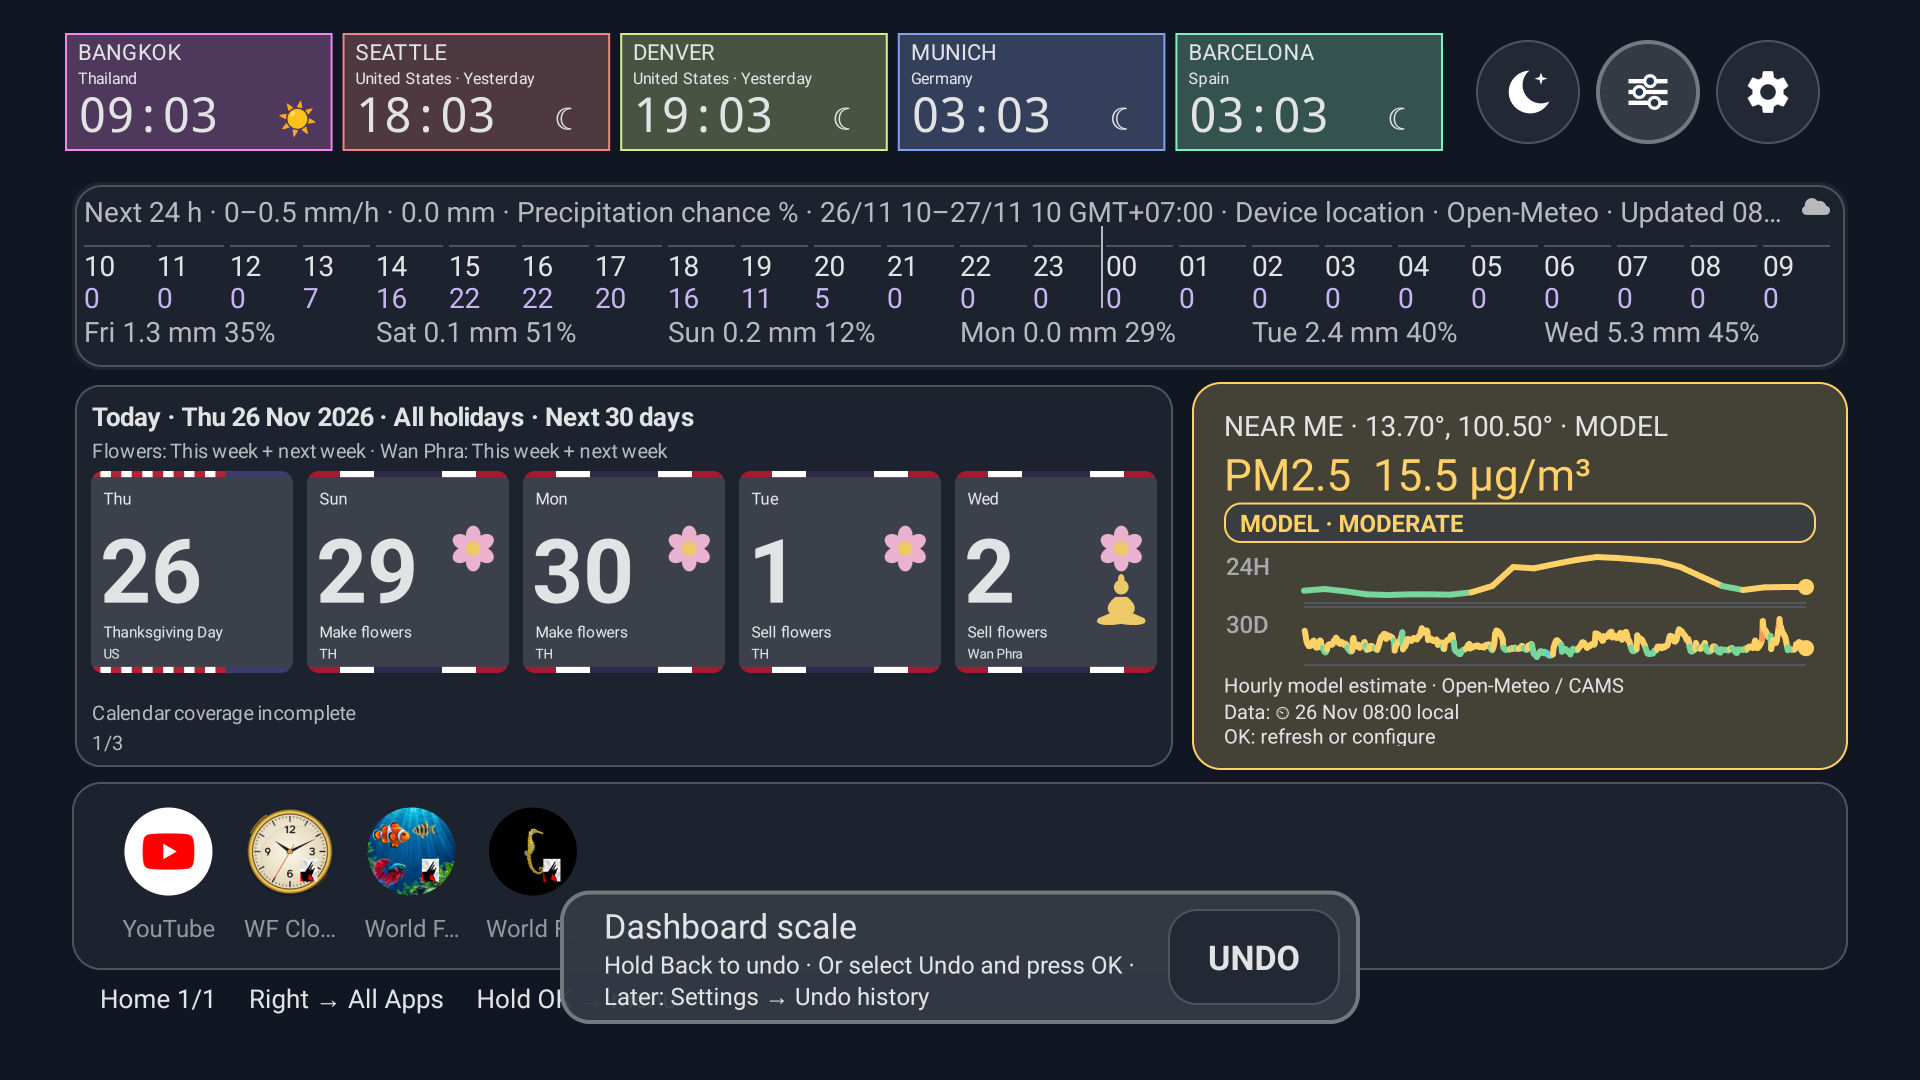 BANGKOK
Thailand
09:03
SEATTLE
United States · Yesterday
18:03
DENVER
United States · Yesterday
19:03
MUNICH
Germany
03:03
BARCELONA
Spain
03:03
Next 24 h · 0–0.5 mm/h · 0.0 mm · Precipitation chance % · 26/11 10–27/11 10 GMT+07:00 · Device location · Open-Meteo · Updated 08…
10 11 12 13 14 15 16 17 18 19 20 21 22 23 00 01 02 03 04 05 06 07 08 09
0 0 0 7 16 22 22 20 16 11 5 0 0 0 0 0 0 0 0 0 0 0 0 0
Fri 1.3 mm 35% Sat 0.1 mm 51% Sun 0.2 mm 12% Mon 0.0 mm 29% Tue 2.4 mm 40% Wed 5.3 mm 45%
Today · Thu 26 Nov 2026 · All holidays · Next 30 days
Flowers: This week + next week · Wan Phra: This week + next week
Thu
26
Thanksgiving Day
US
Sun
29
Make flowers
TH
Mon
30
Make flowers
TH
Tue
1
Sell flowers
TH
Wed
2
Sell flowers
Wan Phra
Calendar coverage incomplete
1/3
NEAR ME · 13.70°, 100.50° · MODEL
PM2.5 15.5 µg/m³
MODEL · MODERATE
24H
30D
Hourly model estimate · Open-Meteo / CAMS
Data: ⏲ 26 Nov 08:00 local
OK: refresh or configure
12
3
6
9
YouTube WF Clo… World F… World
Home 1/1 Right → All Apps Hold
Dashboard scale
Hold Back to undo · Or select Undo and press OK ·
Later: Settings → Undo history
UNDO